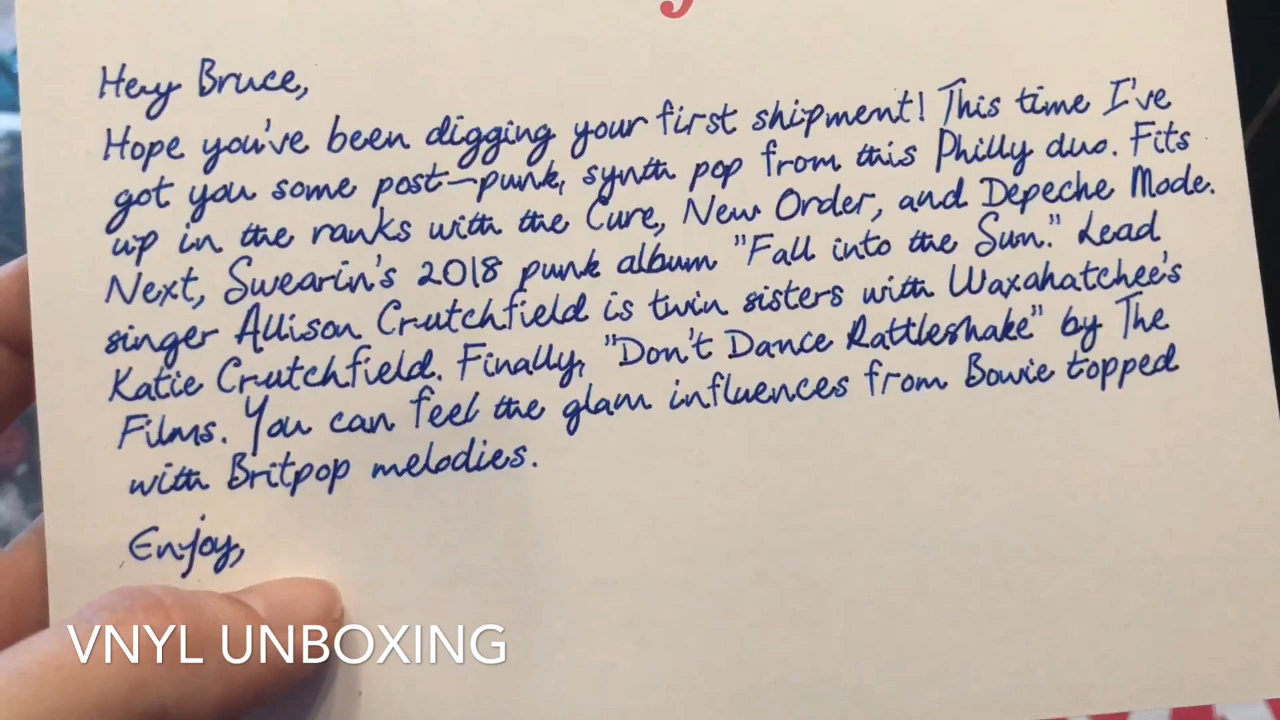 Hey Bruce,
Hope you've been digging your first shipment! This time I've
got you some post-punk, synth pop from this Philly duo. Fits
up in the ranks with the Cure, New Order, and Depeche Mode.
Next, Swearin's 2018 punk album "Fall into the Sun." Lead
singer Allison Crutchfield is twin sisters with Waxahatchee's
Katie Crutchfield. Finally, "Don't Dance Rattleshake" by The
Films. You can feel the glam influences from Bowie topped
with Britpop melodies.
Enjoy,
VNYL UNBOXING